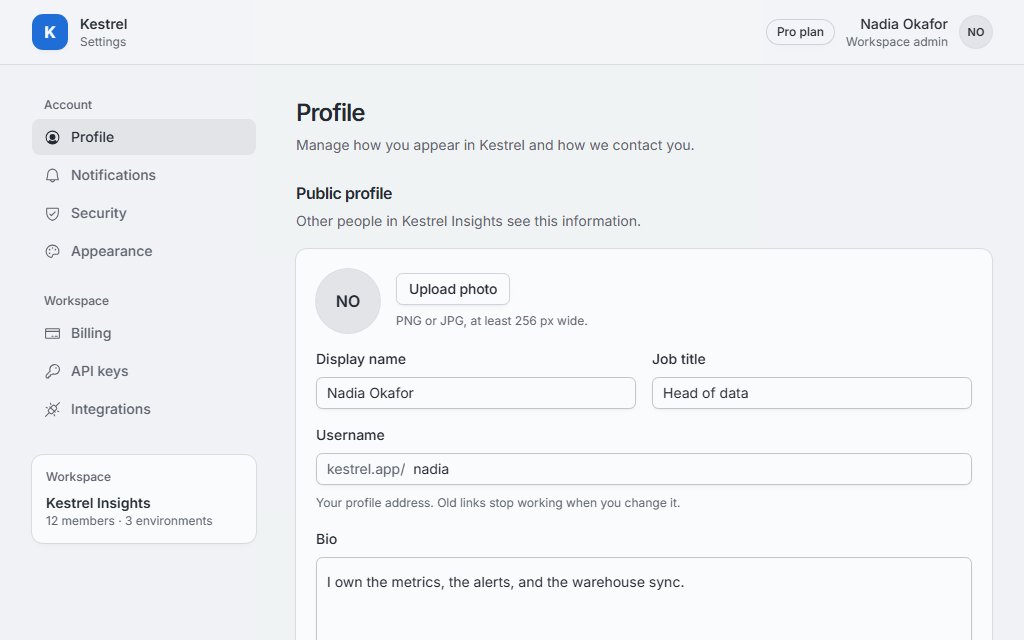 K
Kestrel
Settings
Pro plan
Nadia Okafor
Workspace admin
NO
Account
Profile
Notifications
Security
Appearance
Workspace
Billing
API keys
Integrations
Workspace
Kestrel Insights
12 members · 3 environments
Profile
Manage how you appear in Kestrel and how we contact you.
Public profile
Other people in Kestrel Insights see this information.
NO
Upload photo
PNG or JPG, at least 256 px wide.
Display name
Nadia Okafor
Job title
Head of data
Username
kestrel.app/ nadia
Your profile address. Old links stop working when you change it.
Bio
I own the metrics, the alerts, and the warehouse sync.